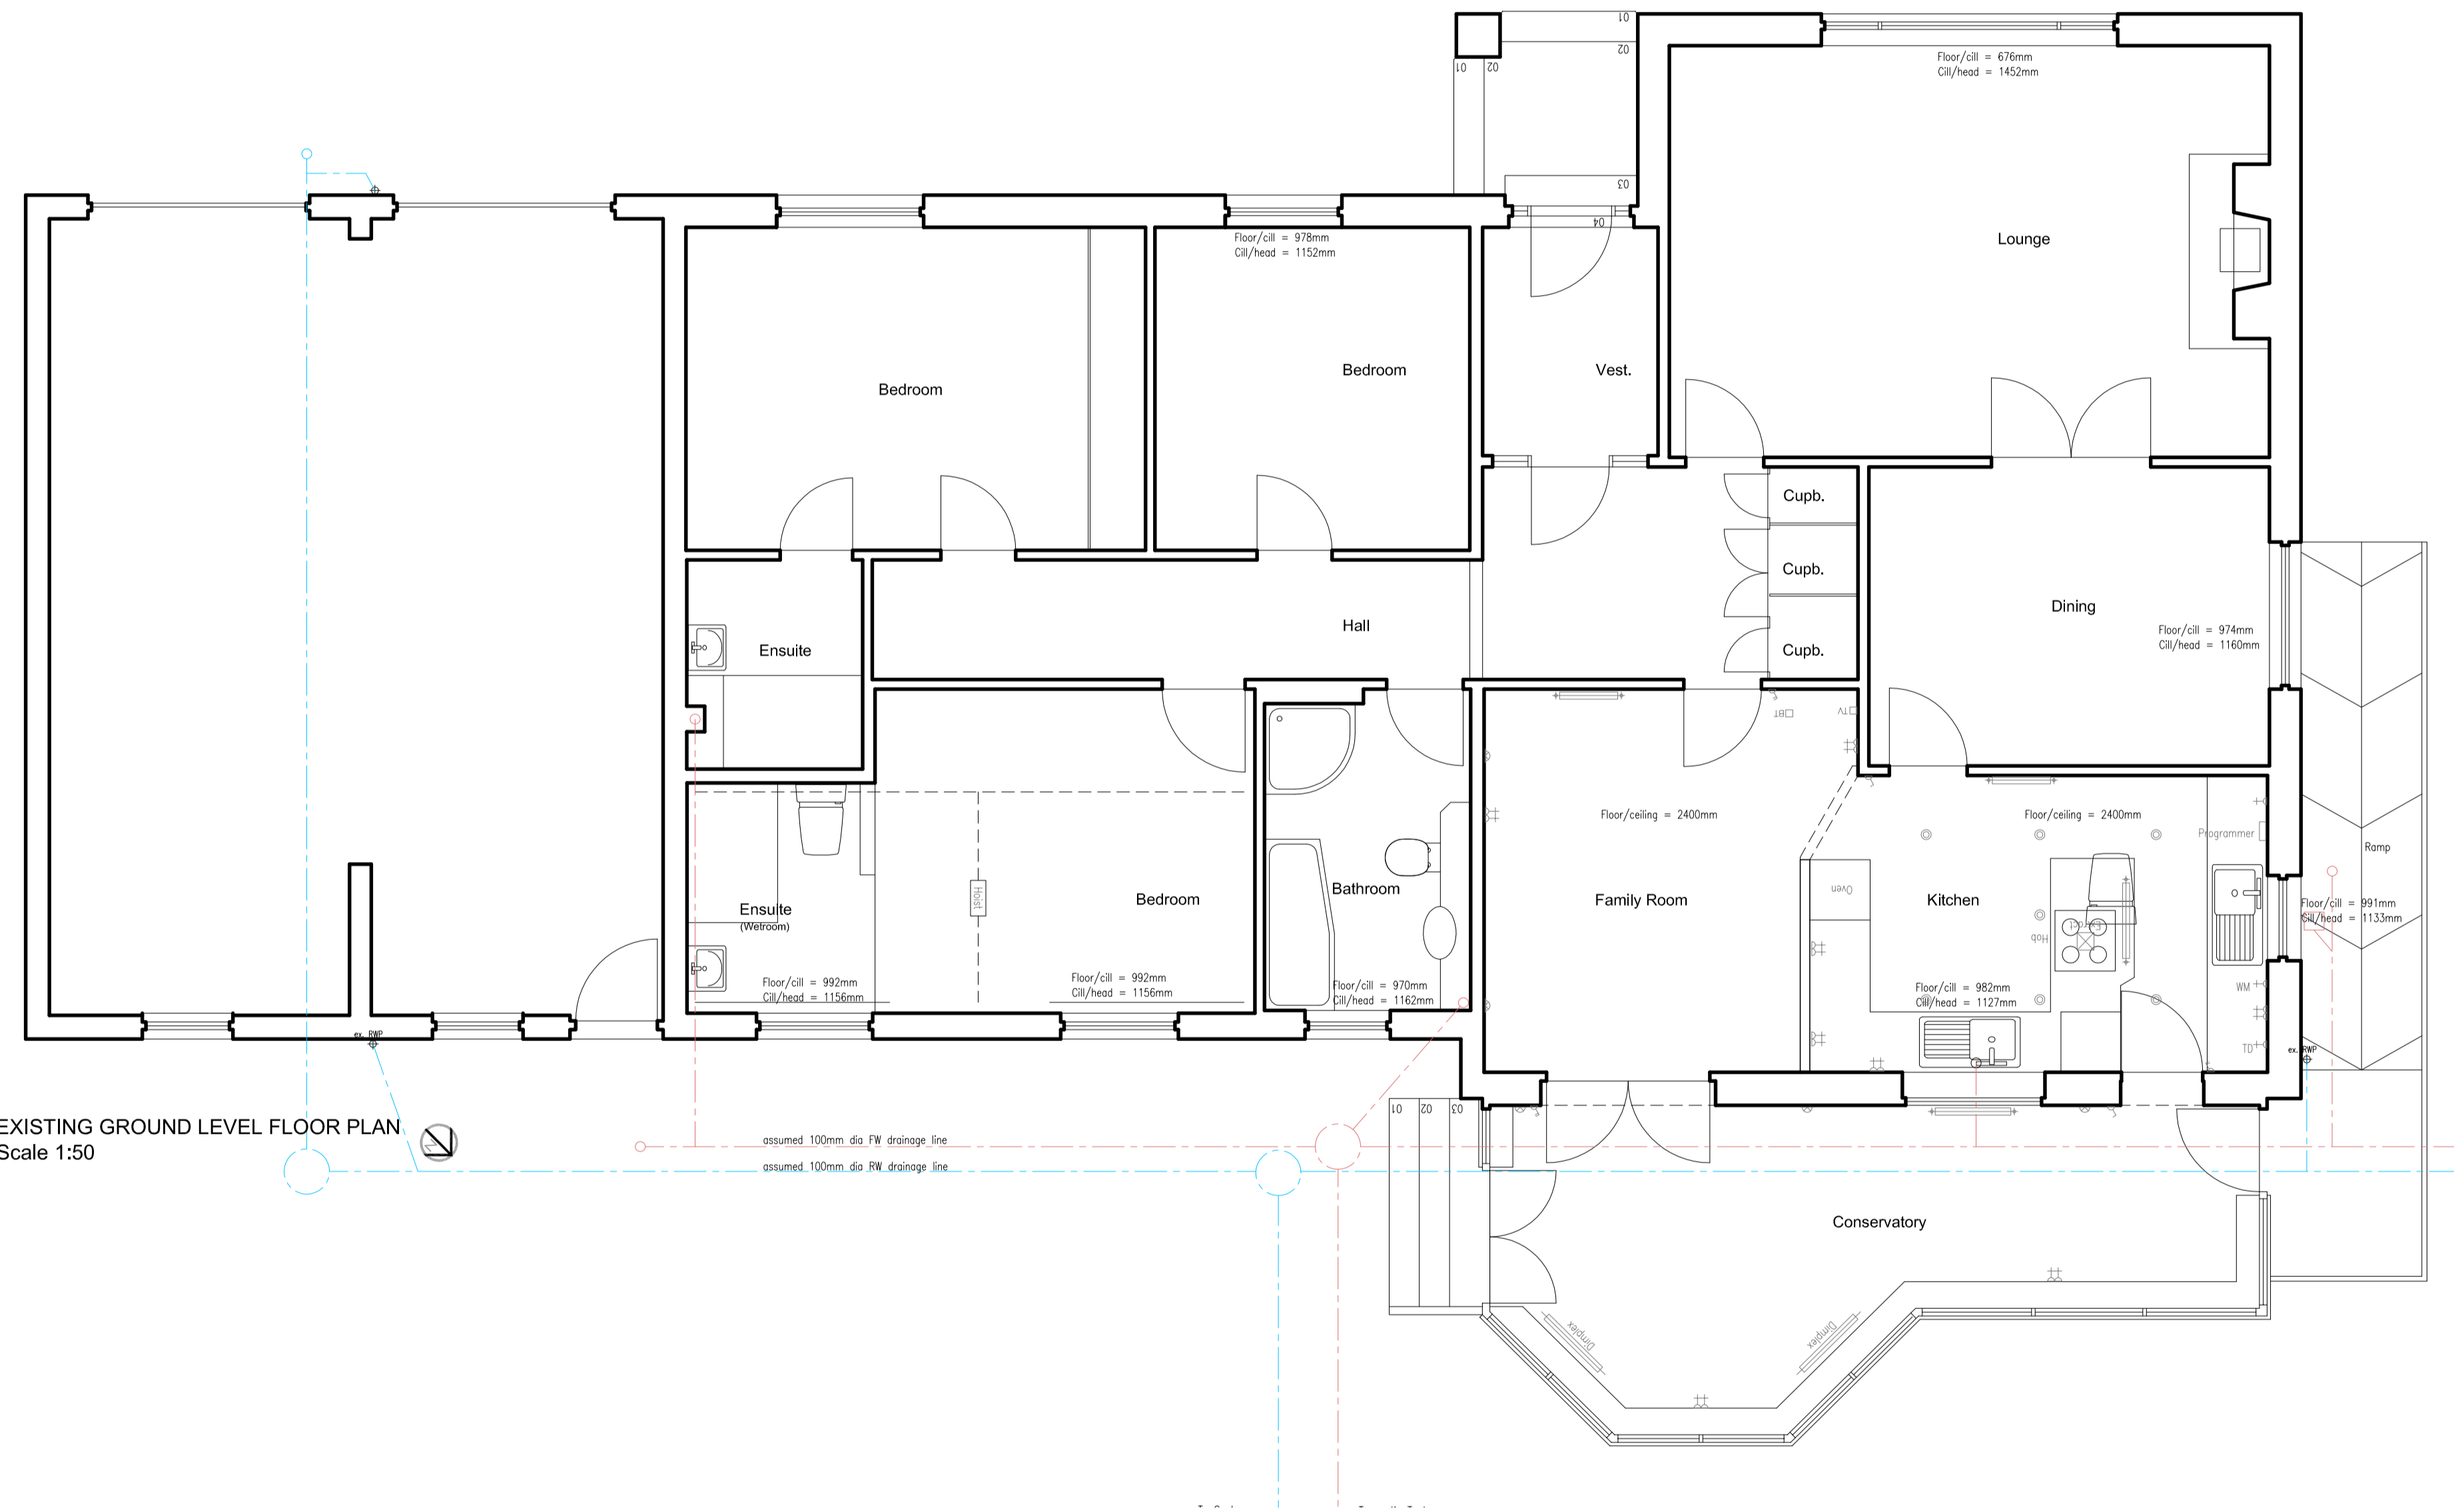 01
02
01
02
Floor/cill = 676mm
Cill/head = 1452mm
03
04
Floor/cill = 978mm
Cill/head = 1152mm
Lounge
Bedroom
Vest.
Bedroom
Cupb.
Cupb.
Dining
Hall
Floor/cill = 974mm
Cill/head = 1160mm
Ensuite
Cupb.
BT
TV
Floor/ceiling = 2400mm
Floor/ceiling = 2400mm
Programmer
Ramp
Hoist
Bedroom
Bathroom
Family Room
Oven
Kitchen
Ensuite
(Wetroom)
Floor/cill = 991mm
Cill/head = 1133mm
Extract
Hob
Floor/cill = 992mm
Cill/head = 1156mm
Floor/cill = 992mm
Cill/head = 1156mm
Floor/cill = 970mm
Cill/head = 1162mm
Floor/cill = 982mm
Cill/head = 1127mm
WM
TD
ex. RWP
ex. RWP
01
02
03
EXISTING GROUND LEVEL FLOOR PLAN
Scale 1:50
N
assumed 100mm dia FW drainage line
assumed 100mm dia RW drainage line
Conservatory
Dimplex
Dimplex